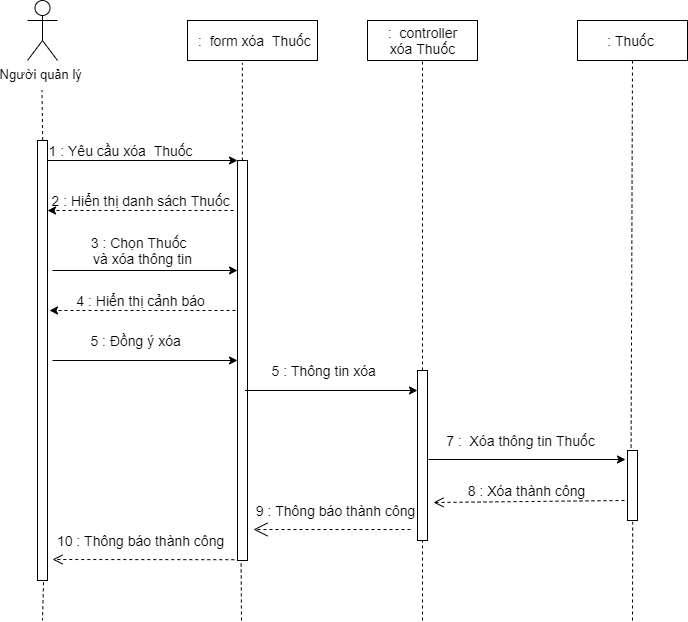 : form xóa Thuốc
: controller
xóa Thuốc
: Thuốc
Người quản lý
1 : Yêu cầu xóa Thuốc
2 : Hiển thị danh sách Thuốc
3 : Chọn Thuốc
và xóa thông tin
4 : Hiển thị cảnh báo
5 : Đồng ý xóa
5 : Thông tin xóa
7 : Xóa thông tin Thuốc
8 : Xóa thành công
9 : Thông báo thành công
10 : Thông báo thành công